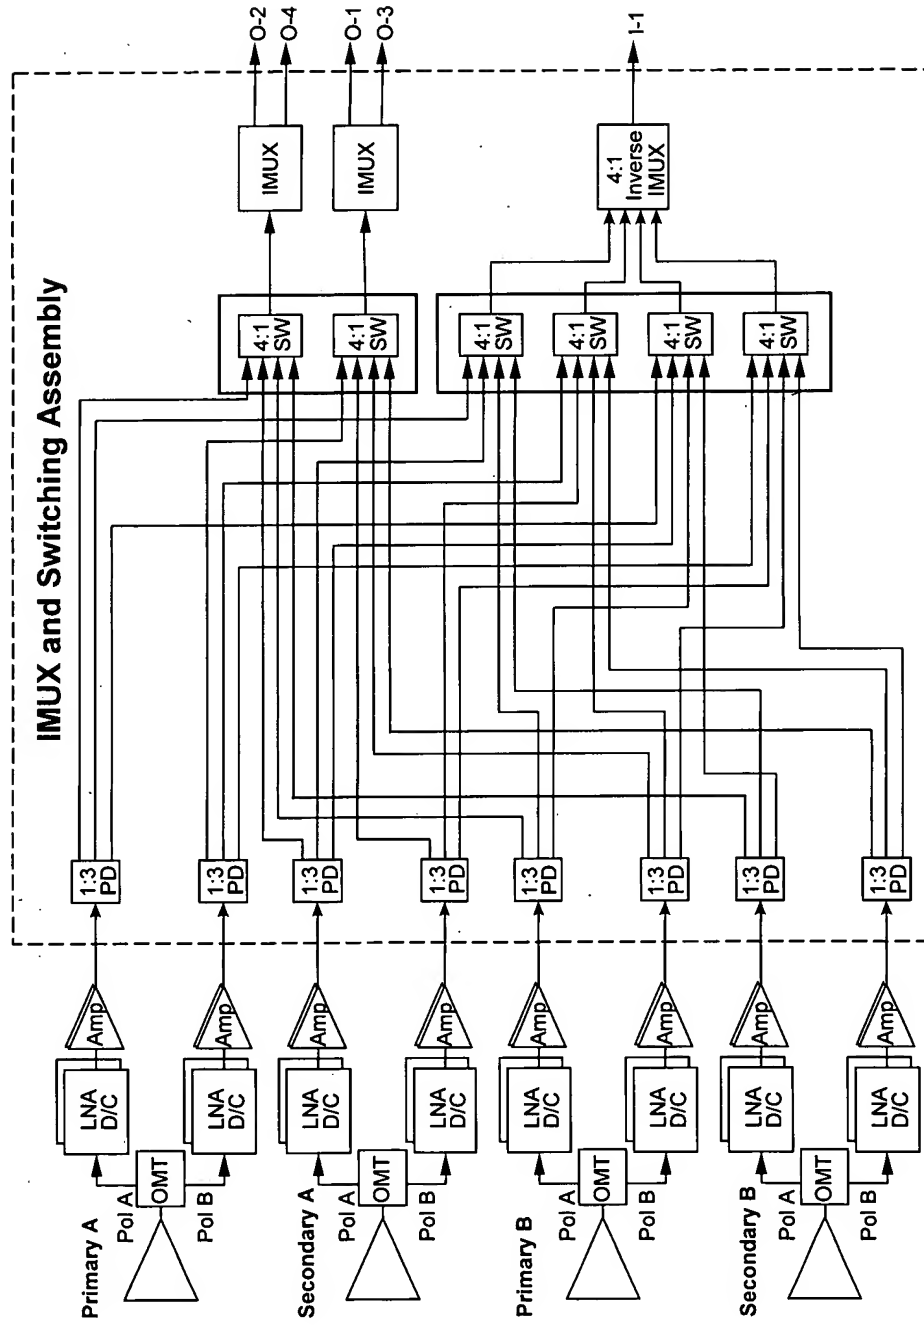 IMUX and Switching Assembly
O-2
O-4
O-1
O-3
I-1
IMUX
IMUX
4:1
Inverse
IMUX
4:1
SW
4:1
SW
4:1
SW
4:1
SW
4:1
SW
4:1
SW
1:3
PD
1:3
PD
1:3
PD
1:3
PD
1:3
PD
1:3
PD
1:3
PD
1:3
PD
Amp
Amp
Amp
Amp
Amp
Amp
Amp
Amp
LNA
D/C
LNA
D/C
LNA
D/C
LNA
D/C
LNA
D/C
LNA
D/C
LNA
D/C
LNA
D/C
Primary A
Pol A
OMT
Pol B
Secondary A
Pol A
OMT
Pol B
Primary B
Pol A
OMT
Pol B
Secondary B
Pol A
OMT
Pol B